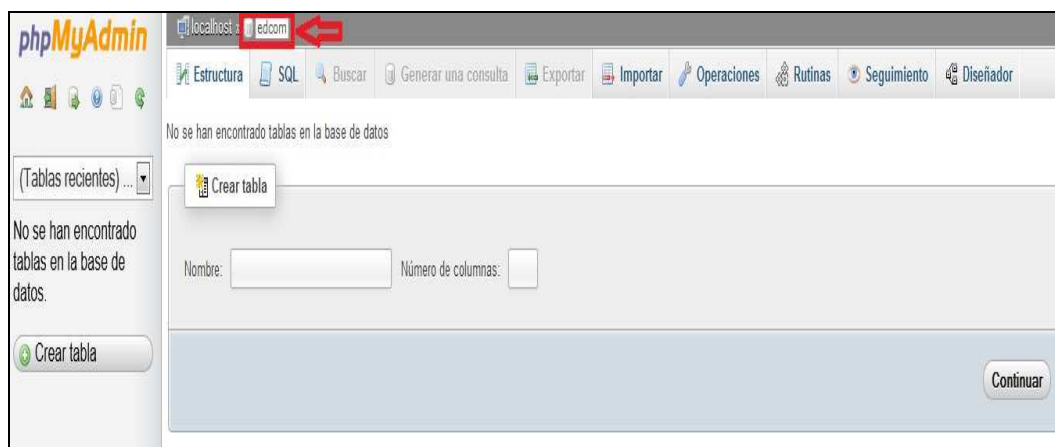 phpMyAdmin
localhost » edcom
Estructura SQL Buscar Generar una consulta Exportar Importar Operaciones Rutinas Seguimiento Diseñador
No se han encontrado tablas en la base de datos
(Tablas recientes) ...
No se han encontrado
tablas en la base de
datos.
Crear tabla
Crear tabla
Nombre: Número de columnas:
Continuar